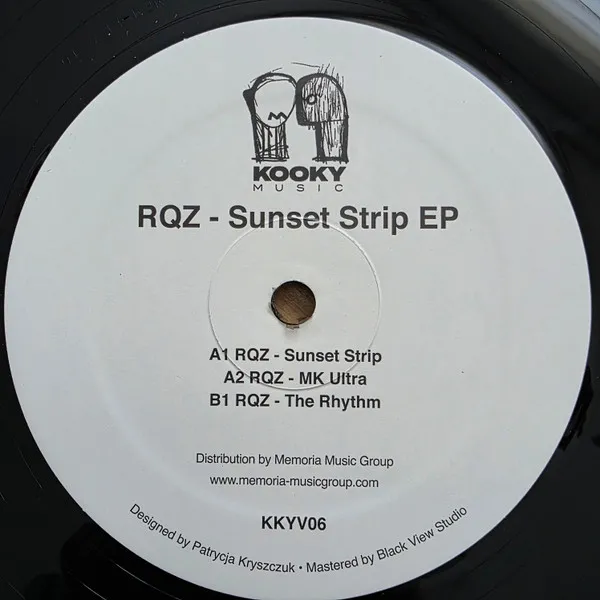 KOOKY
MUSIC
RQZ - Sunset Strip EP
A1 RQZ - Sunset Strip
A2 RQZ - MK Ultra
B1 RQZ - The Rhythm
Distribution by Memoria Music Group
www.memoria-musicgroup.com
KKYV06
Designed by Patrycja Kryszczuk • Mastered by Black View Studio